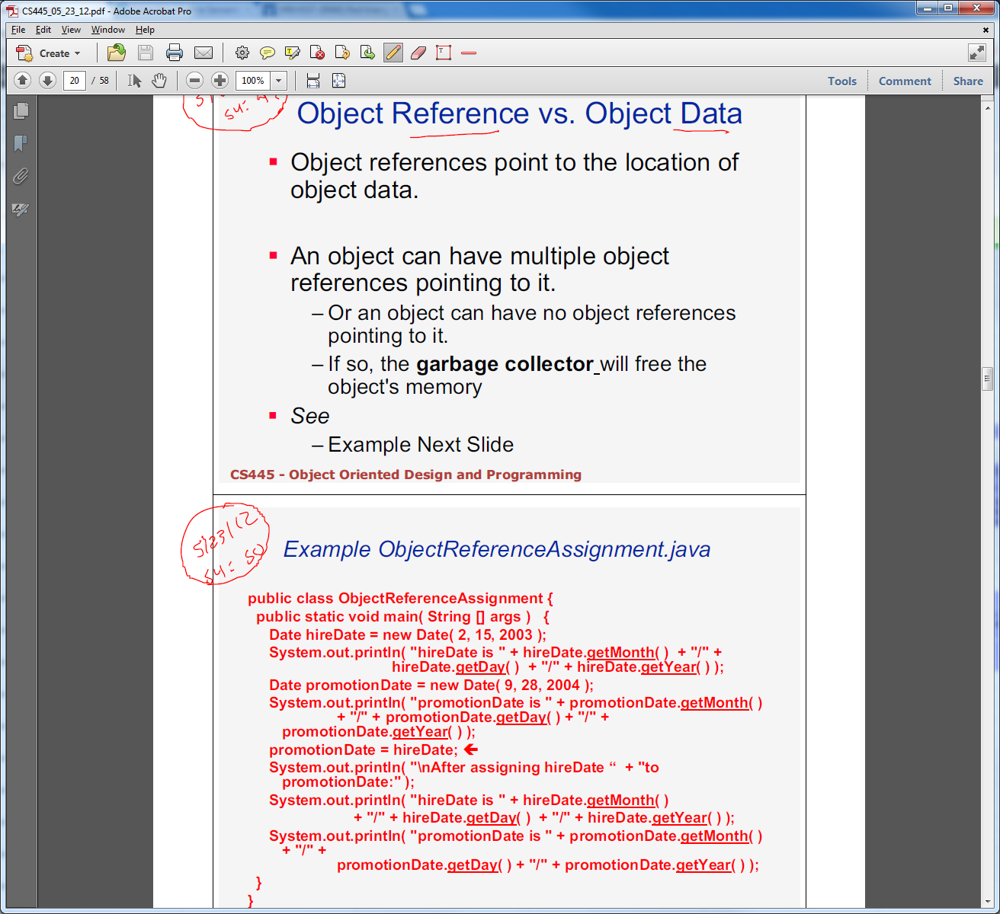 CS445_05_23_12.pdf - Adobe Acrobat Pro
File Edit View Window Help
Create
20 / 58 100% Tools Comment Share
Object Reference vs. Object Data
Object references point to the location of
object data.
An object can have multiple object
references pointing to it.
– Or an object can have no object references
pointing to it.
– If so, the garbage collector will free the
object's memory
See
– Example Next Slide
CS445 - Object Oriented Design and Programming
5/23/12
54: 50
Example ObjectReferenceAssignment.java
public class ObjectReferenceAssignment {
public static void main( String [] args ) {
Date hireDate = new Date( 2, 15, 2003 );
System.out.println( "hireDate is " + hireDate.getMonth( ) + "/" +
hireDate.getDay( ) + "/" + hireDate.getYear( ) );
Date promotionDate = new Date( 9, 28, 2004 );
System.out.println( "promotionDate is " + promotionDate.getMonth( )
+ "/" + promotionDate.getDay( ) + "/" +
promotionDate.getYear( ) );
promotionDate = hireDate; 🡸
System.out.println( "\nAfter assigning hireDate “ + "to
promotionDate:" );
System.out.println( "hireDate is " + hireDate.getMonth( )
+ "/" + hireDate.getDay( ) + "/" + hireDate.getYear( ) );
System.out.println( "promotionDate is " + promotionDate.getMonth( )
+ "/" +
promotionDate.getDay( ) + "/" + promotionDate.getYear( ) );
}
}